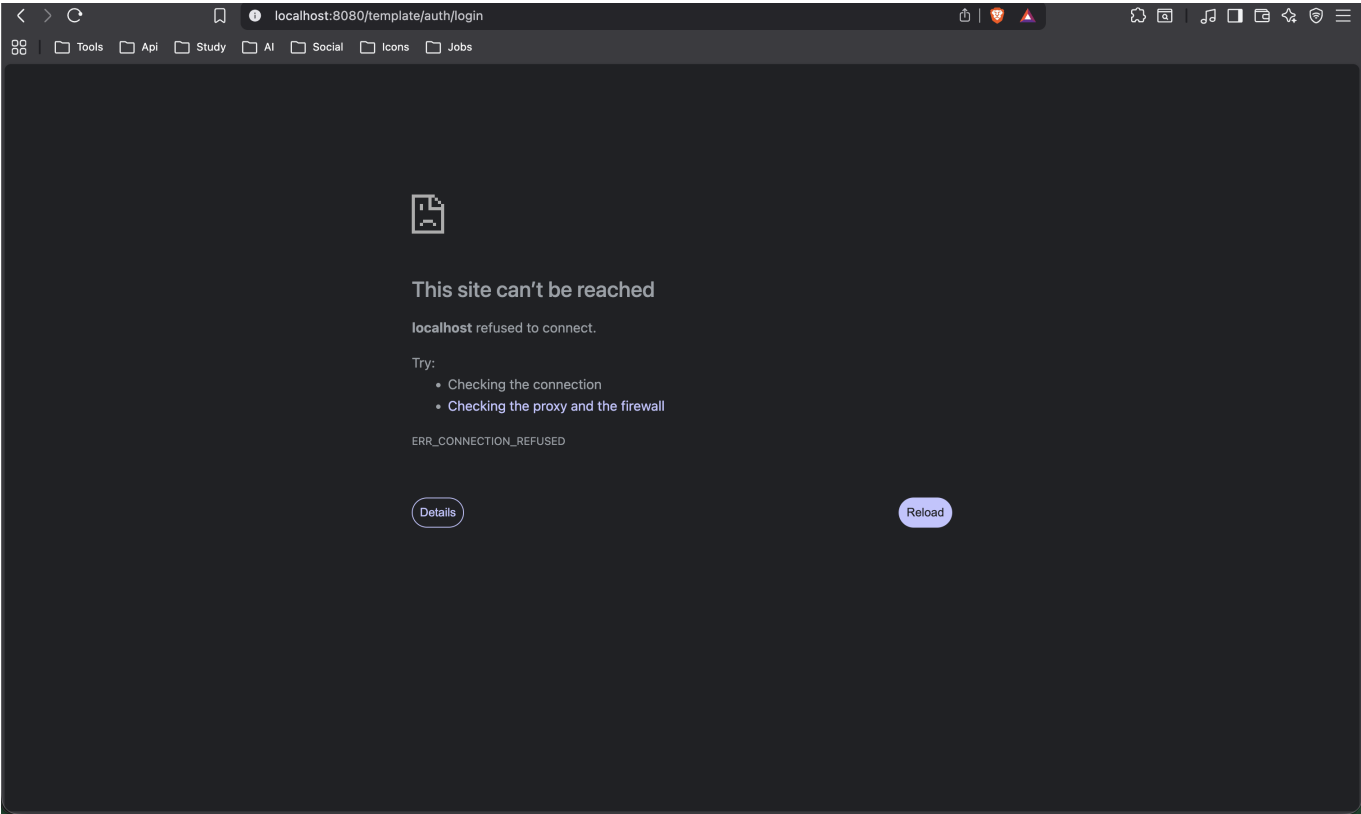 localhost:8080/template/auth/login
Tools Api Study AI Social Icons Jobs
This site can’t be reached
localhost refused to connect.
Try:
• Checking the connection
• Checking the proxy and the firewall
ERR_CONNECTION_REFUSED
Details Reload